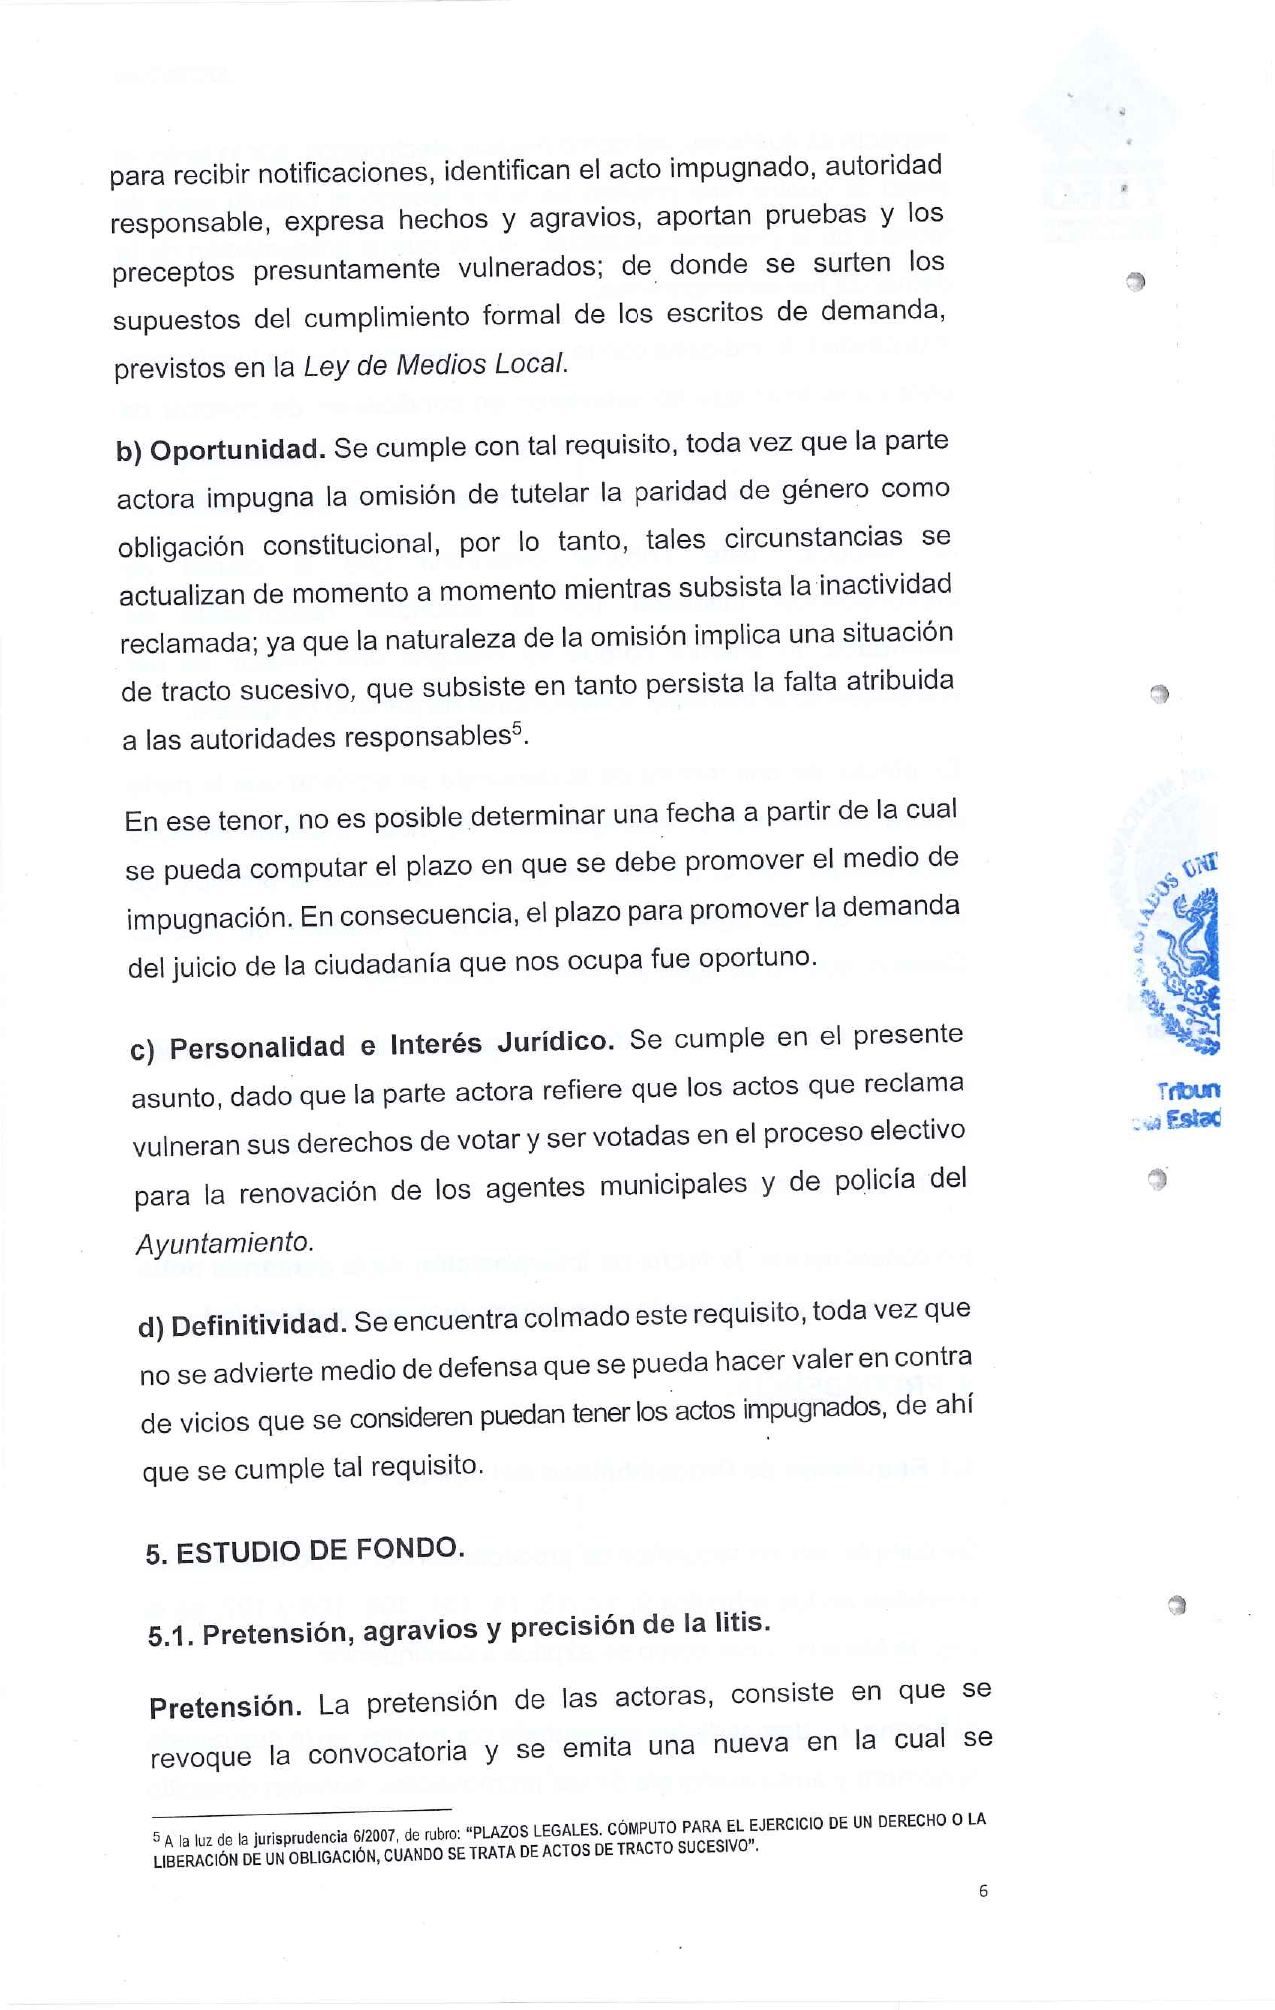 para recibir notificaciones, identifican el acto impugnado, autoridad
responsable, expresa hechos y agravios, aportan pruebas y los
preceptos presuntamente vulnerados; de donde se surten los
supuestos del cumplimiento formal de los escritos de demanda,
previstos en la Ley de Medios Local.
b) Oportunidad. Se cumple con tal requisito, toda vez que la parte
actora impugna la omisión de tutelar la paridad de género como
obligación constitucional, por lo tanto, tales circunstancias se
actualizan de momento a momento mientras subsista la inactividad
reclamada; ya que la naturaleza de la omisión implica una situación
de tracto sucesivo, que subsiste en tanto persista la falta atribuida
a las autoridades responsables⁵.
En ese tenor, no es posible determinar una fecha a partir de la cual
se pueda computar el plazo en que se debe promover el medio de
impugnación. En consecuencia, el plazo para promover la demanda
del juicio de la ciudadanía que nos ocupa fue oportuno.
c) Personalidad e Interés Jurídico. Se cumple en el presente
asunto, dado que la parte actora refiere que los actos que reclama
vulneran sus derechos de votar y ser votadas en el proceso electivo
para la renovación de los agentes municipales y de policía del
Ayuntamiento.
d) Definitividad. Se encuentra colmado este requisito, toda vez que
no se advierte medio de defensa que se pueda hacer valer en contra
de vicios que se consideren puedan tener los actos impugnados, de ahí
que se cumple tal requisito.
5. ESTUDIO DE FONDO.
5.1. Pretensión, agravios y precisión de la litis.
Pretensión. La pretensión de las actoras, consiste en que se
revoque la convocatoria y se emita una nueva en la cual se
⁵ A la luz de la jurisprudencia 6/2007, de rubro: “PLAZOS LEGALES. CÓMPUTO PARA EL EJERCICIO DE UN DERECHO O LA
LIBERACIÓN DE UN OBLIGACIÓN, CUANDO SE TRATA DE ACTOS DE TRACTO SUCESIVO”.
6
TADOS UNI
Tribun
Estad